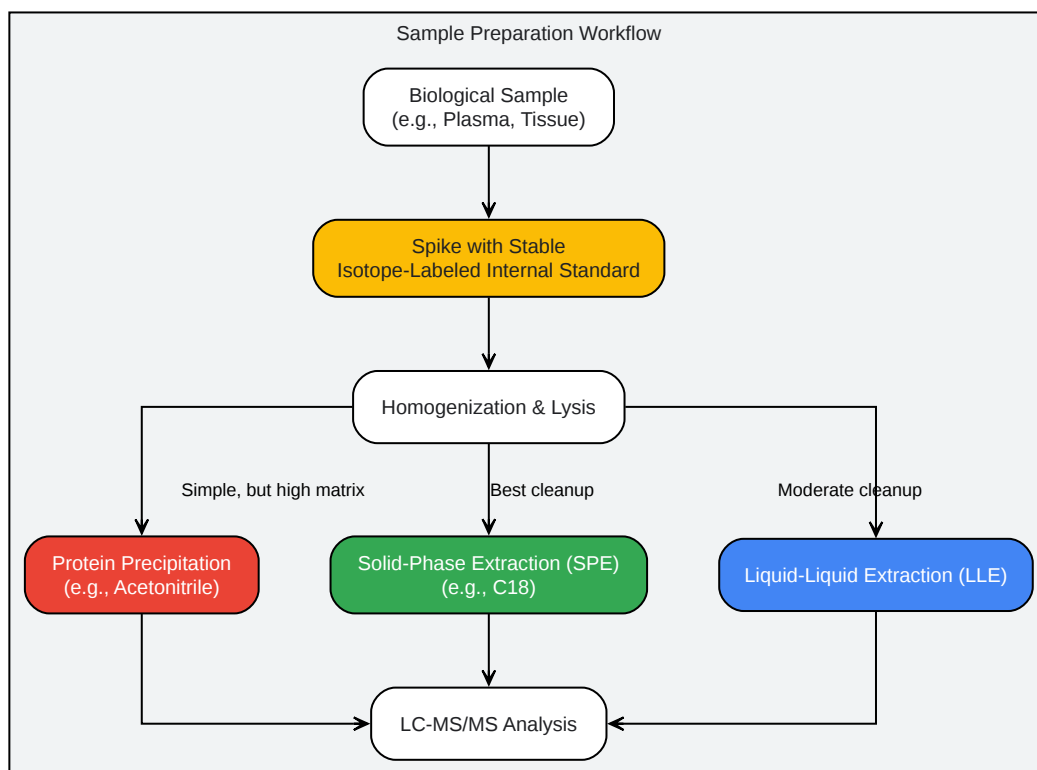 Sample Preparation Workflow
Biological Sample
(e.g., Plasma, Tissue)
Spike with Stable
Isotope-Labeled Internal Standard
Homogenization & Lysis
Simple, but high matrix
Best cleanup
Moderate cleanup
Protein Precipitation
(e.g., Acetonitrile)
Solid-Phase Extraction (SPE)
(e.g., C18)
Liquid-Liquid Extraction (LLE)
LC-MS/MS Analysis